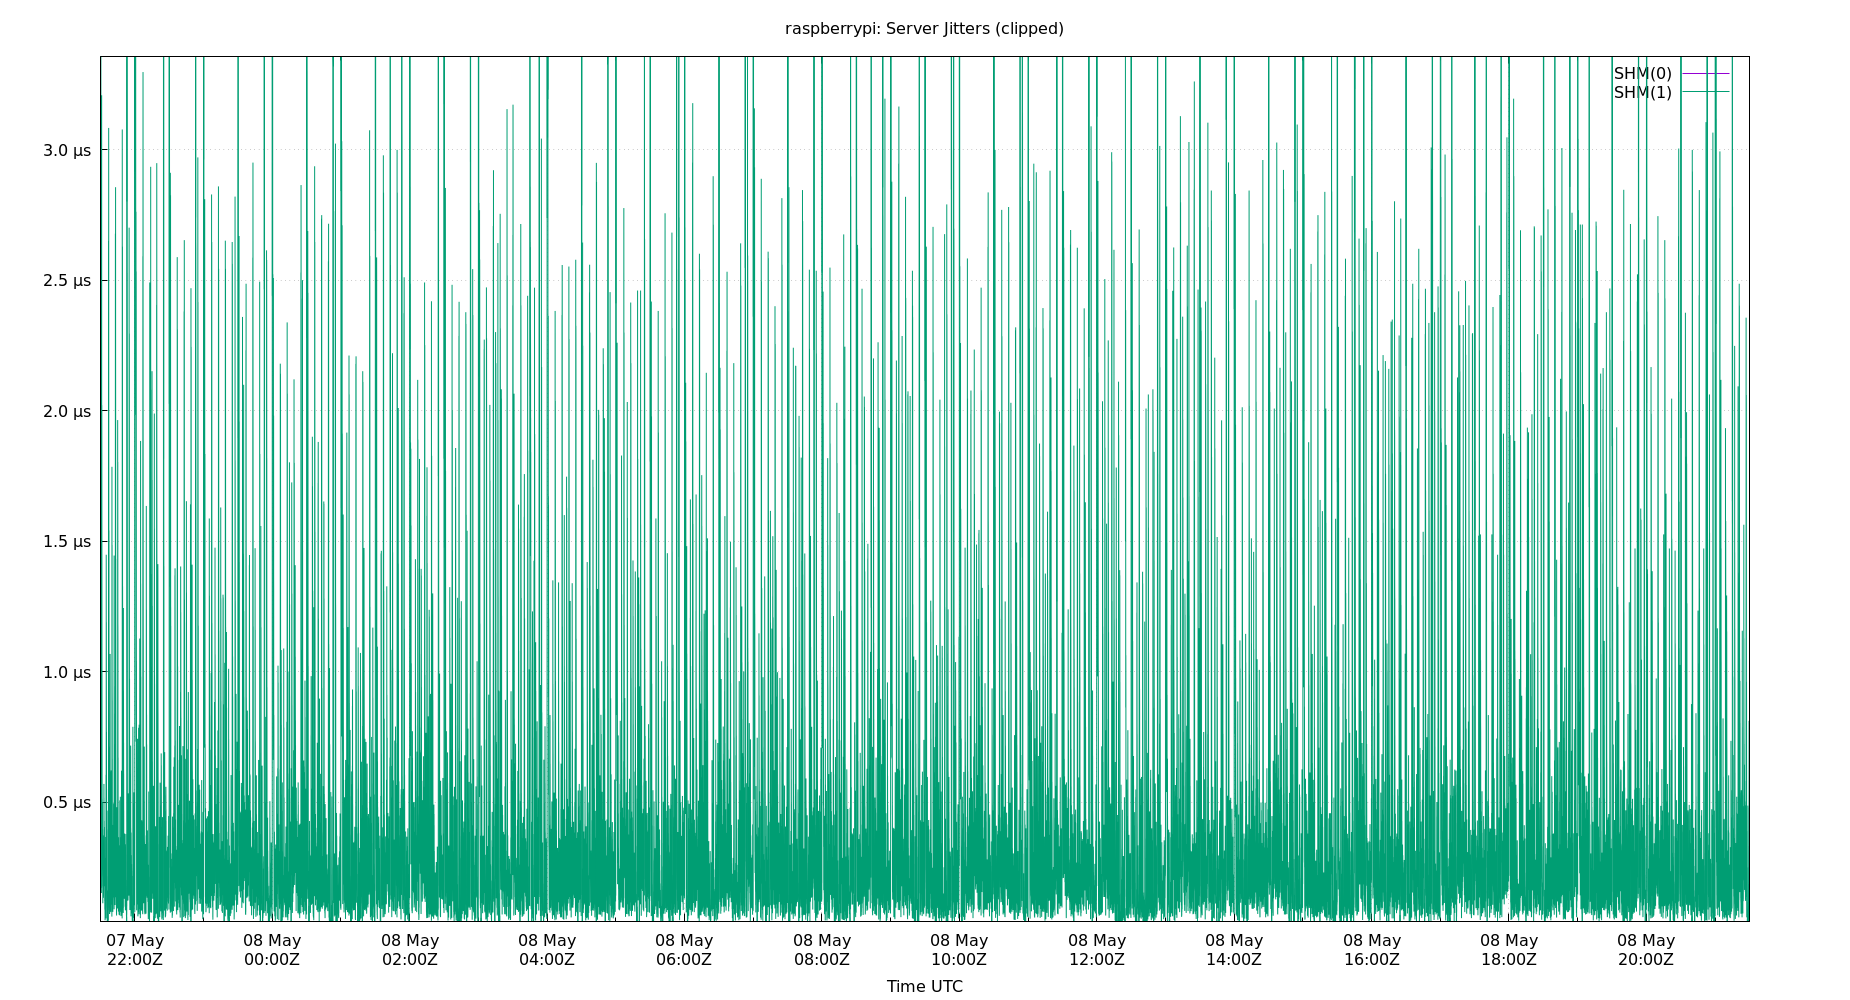 raspberrypi: Server Jitters (clipped)
SHM(0)
SHM(1)
3.0 µs
2.5 µs
2.0 µs
1.5 µs
1.0 µs
0.5 µs
07 May 08 May 08 May 08 May 08 May 08 May 08 May 08 May 08 May 08 May 08 May 08 May
22:00Z 00:00Z 02:00Z 04:00Z 06:00Z 08:00Z 10:00Z 12:00Z 14:00Z 16:00Z 18:00Z 20:00Z
Time UTC